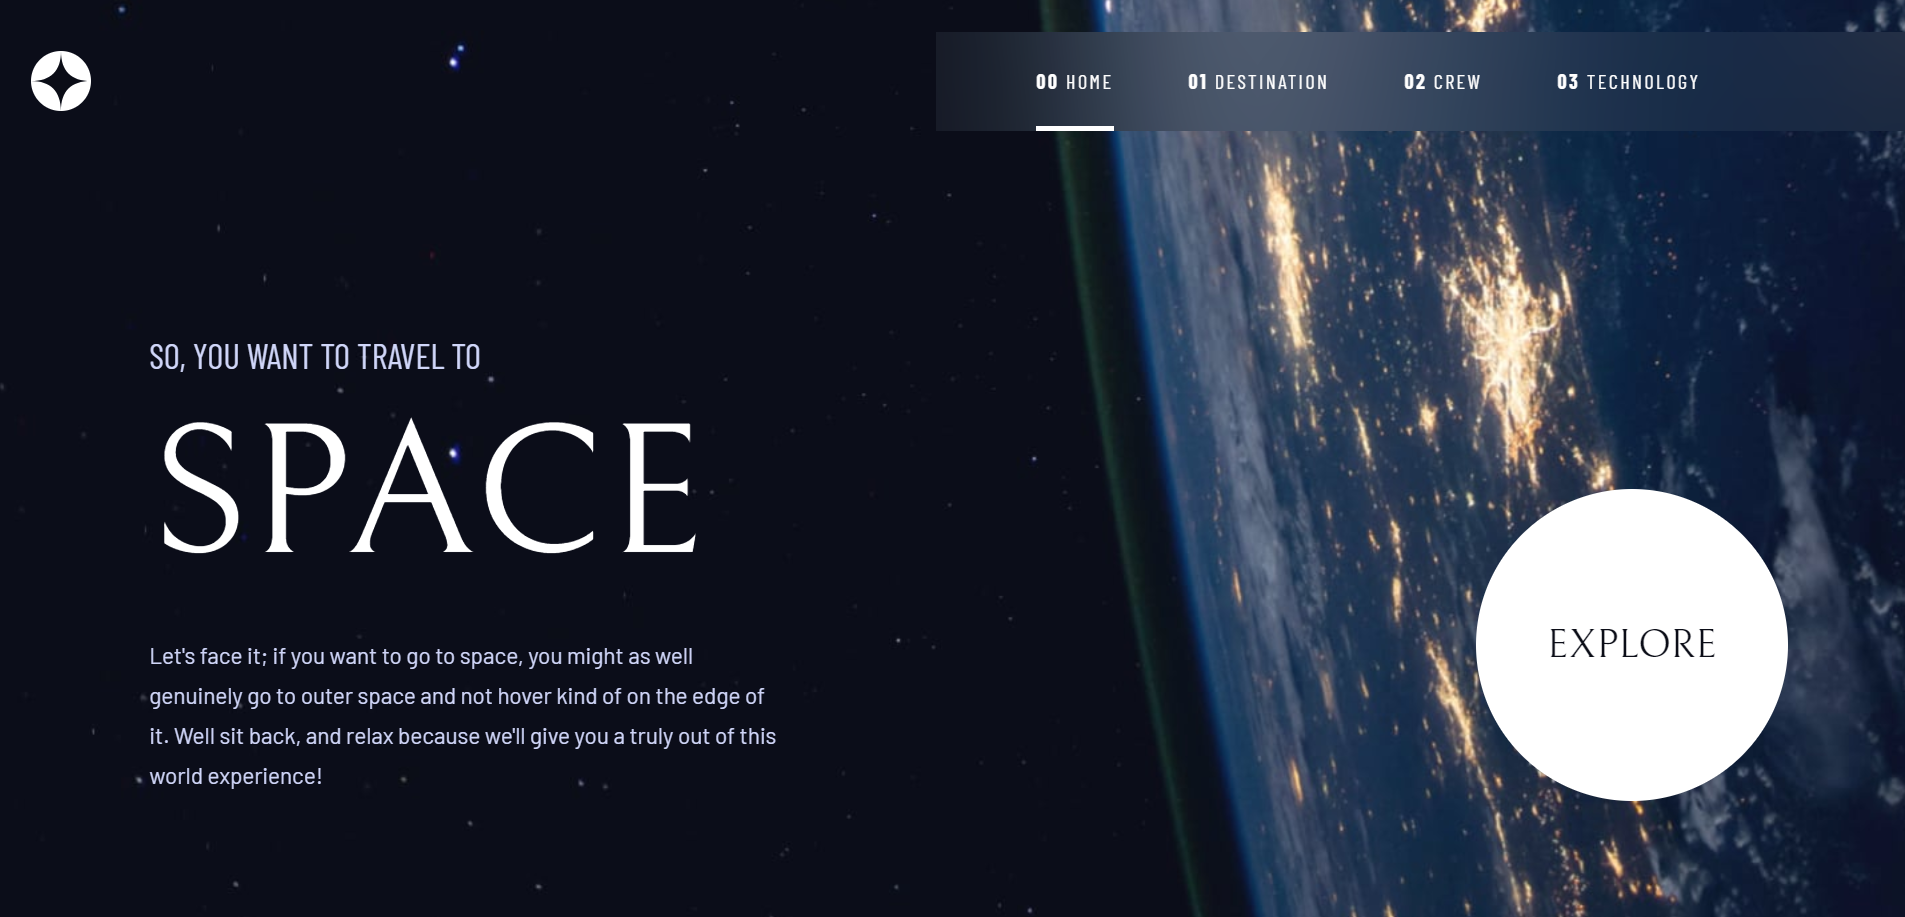 00 HOME 01 DESTINATION 02 CREW 03 TECHNOLOGY
SO, YOU WANT TO TRAVEL TO
SPACE
Let's face it; if you want to go to space, you might as well
genuinely go to outer space and not hover kind of on the edge of
it. Well sit back, and relax because we'll give you a truly out of this
world experience!
EXPLORE